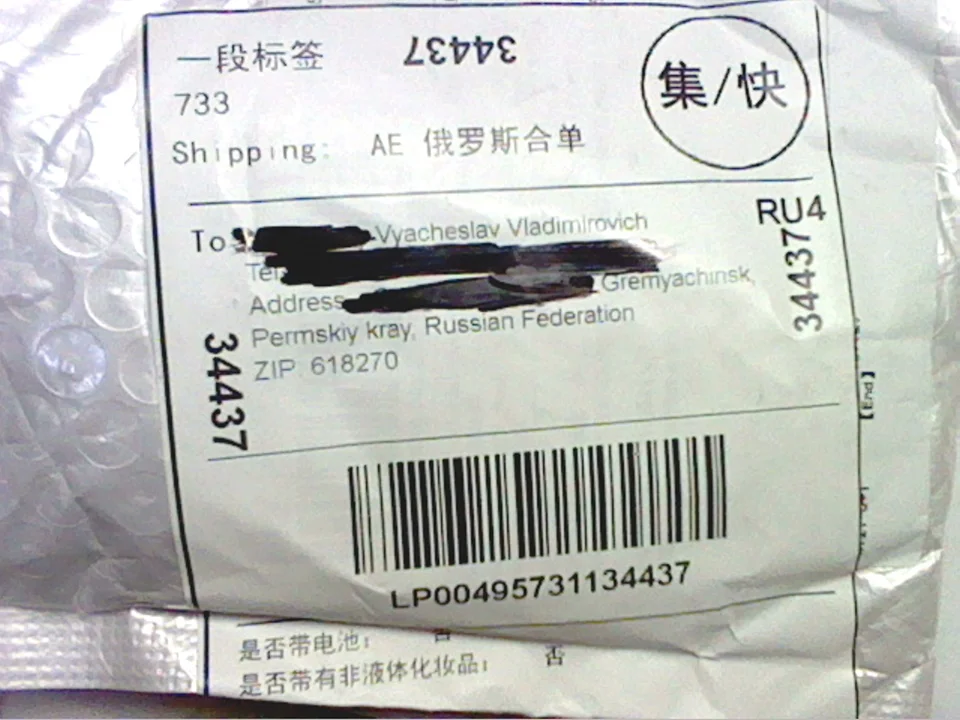 一段标签
34437
集/快
733
Shipping: AE 俄罗斯合单
RU4
34437
To: Vyacheslav Vladimirovich
Tel
Address Gremyachinsk,
Permskiy kray, Russian Federation
ZIP 618270
34437
【End】
LP00495731134437
是否带电池： 否
是否带有非液体化妆品： 否